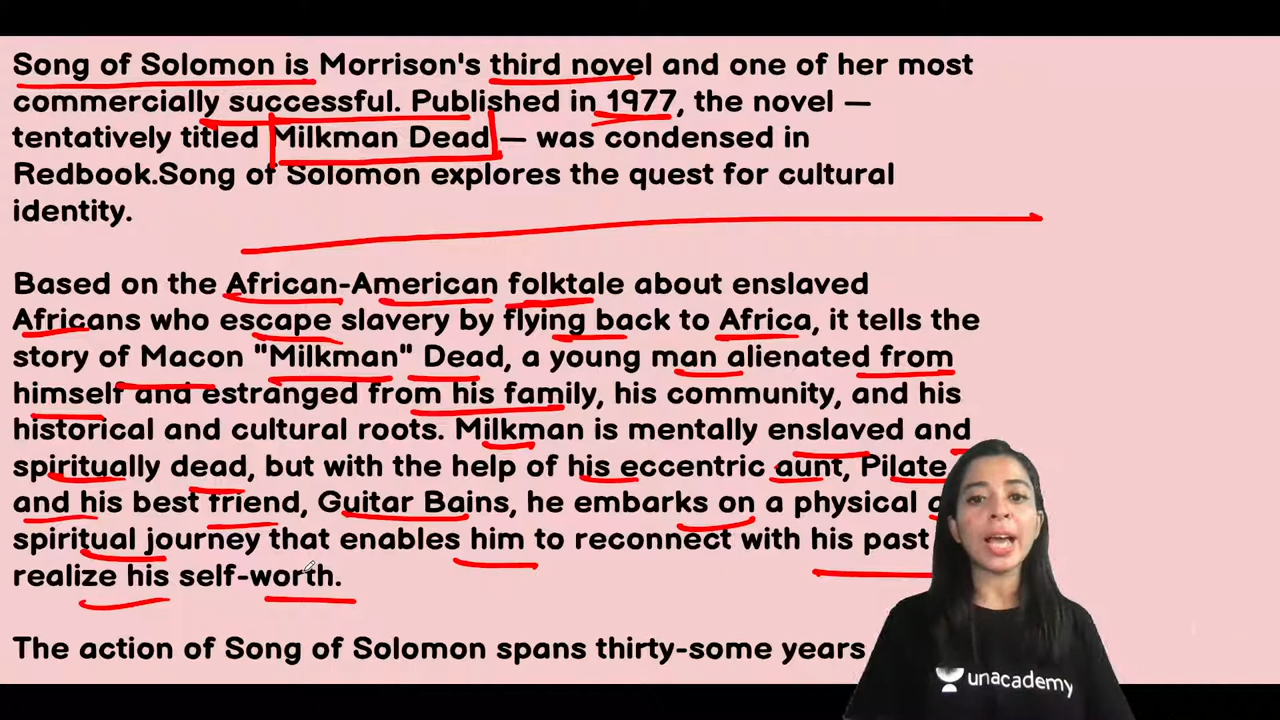 Song of Solomon is Morrison's third novel and one of her most
commercially successful. Published in 1977, the novel —
tentatively titled Milkman Dead — was condensed in
Redbook.Song of Solomon explores the quest for cultural
identity.
Based on the African-American folktale about enslaved
Africans who escape slavery by flying back to Africa, it tells the
story of Macon "Milkman" Dead, a young man alienated from
himself and estranged from his family, his community, and his
historical and cultural roots. Milkman is mentally enslaved and
spiritually dead, but with the help of his eccentric aunt, Pilate
and his best friend, Guitar Bains, he embarks on a physical
spiritual journey that enables him to reconnect with his past
realize his self-worth.
The action of Song of Solomon spans thirty-some years
unacademy